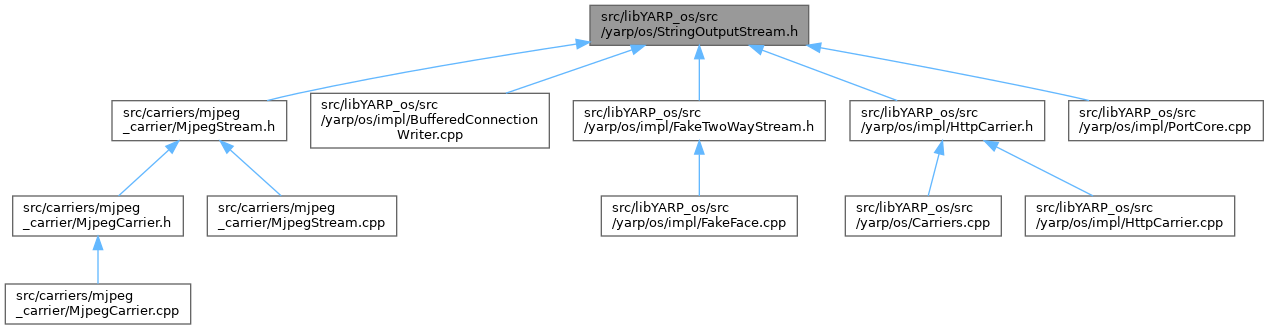 src/libYARP_os/src
/yarp/os/StringOutputStream.h
src/carriers/mjpeg
_carrier/MjpegStream.h
src/libYARP_os/src
/yarp/os/impl/BufferedConnection
Writer.cpp
src/libYARP_os/src
/yarp/os/impl/FakeTwoWayStream.h
src/libYARP_os/src
/yarp/os/impl/HttpCarrier.h
src/libYARP_os/src
/yarp/os/impl/PortCore.cpp
src/carriers/mjpeg
_carrier/MjpegCarrier.h
src/carriers/mjpeg
_carrier/MjpegStream.cpp
src/libYARP_os/src
/yarp/os/impl/FakeFace.cpp
src/libYARP_os/src
/yarp/os/Carriers.cpp
src/libYARP_os/src
/yarp/os/impl/HttpCarrier.cpp
src/carriers/mjpeg
_carrier/MjpegCarrier.cpp